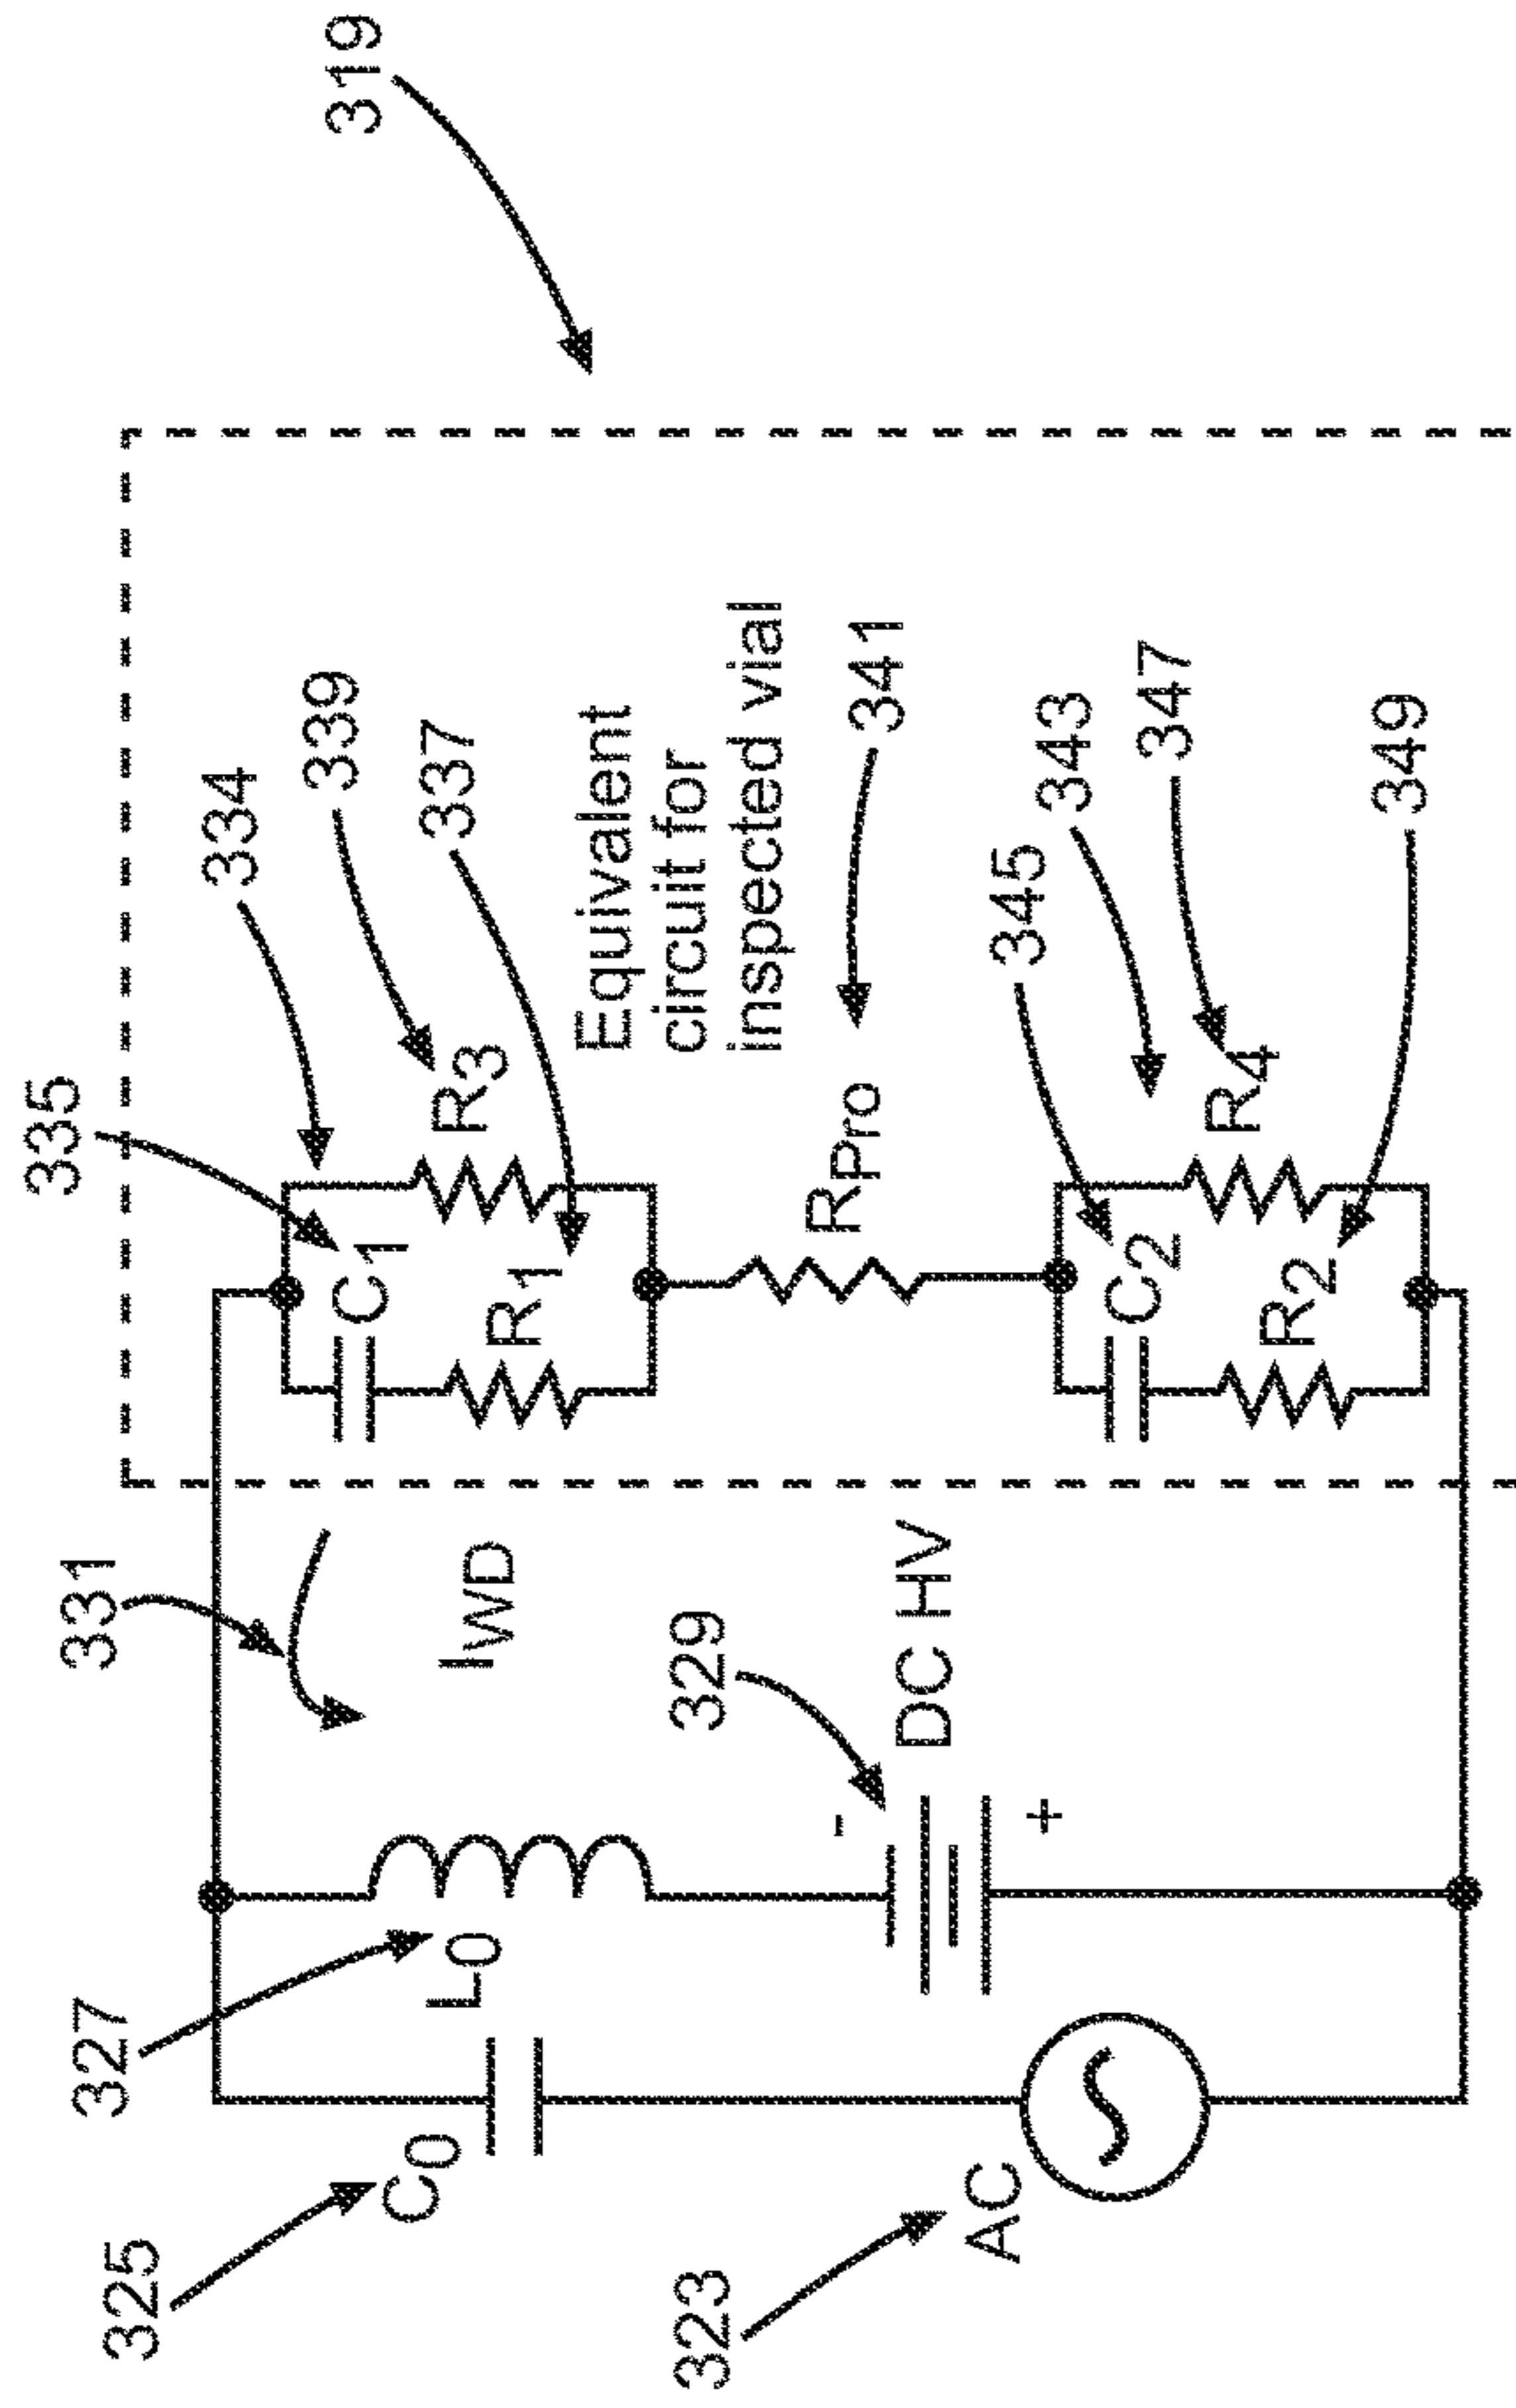 319
335
334
339
337
331
C1
R3
R1
Equivalent
circuit for
inspected vial
341
RPro
IWD
327
L0
325
C0
329
-
DC HV
+
323
AC
345
343
347
C2
R4
R2
349